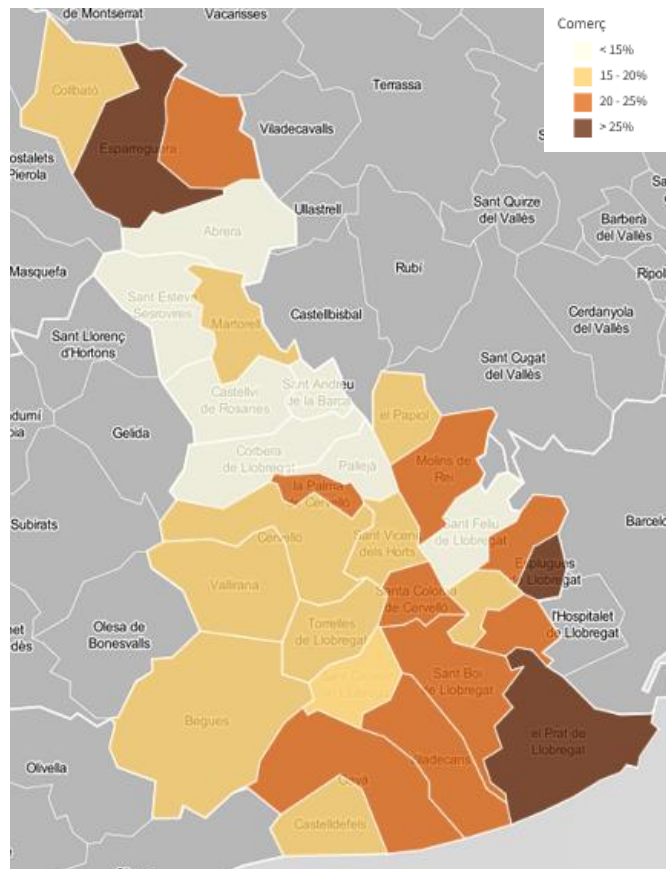 de Montserrat
Vacarisses
Comerç
< 15%
15 - 20%
20 - 25%
> 25%
Terrassa
Collbató
Viladecavalls
Esparreguera
ostalets
Pierola
Sant Quirze
del Vallès
Ullastrell
Barberà
del Vallès
Abrera
Rubí
Masquefa
Ripol
Sant Esteve
Sesrovires
Castellbisbal
Cerdanyola
del Vallès
Martorell
Sant Llorenç
d'Hortons
Sant Cugat
del Vallès
Castellví
de Rosanes
Sant Andreu
de la Barca
el Papiol
Gelida
Corbera
de Llobregat
Pallejà
Molins de
Rei
la Palma
de Cervelló
Subirats
Sant Feliu
de Llobregat
Barcelo
Cervelló
Sant Vicenç
dels Horts
Esplugues
de Llobregat
Vallirana
Santa Coloma
de Cervelló
Olesa de
Bonesvalls
Torrelles
de Llobregat
l'Hospitalet
de Llobregat
Sant Boi
de Llobregat
Begues
el Prat de
Llobregat
Viladecans
Olivella
Gavà
Castelldefels